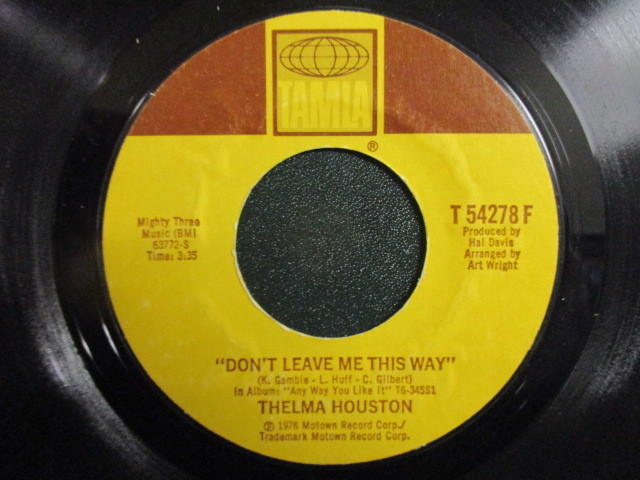 TAMLA
®
Mighty Three
Music (BMI
63772-S
Time: 3:35
T 54278 F
Produced by
Hal Davis
Arranged by
Art Wright
"DON'T LEAVE ME THIS WAY"
(K. Gamble - L. Huff - C. Gilbert)
In Album: "Any Way You Like It" T6-345S1
THELMA HOUSTON
℗ 1976 Motown Record Corp./
Trademark Motown Record Corp.